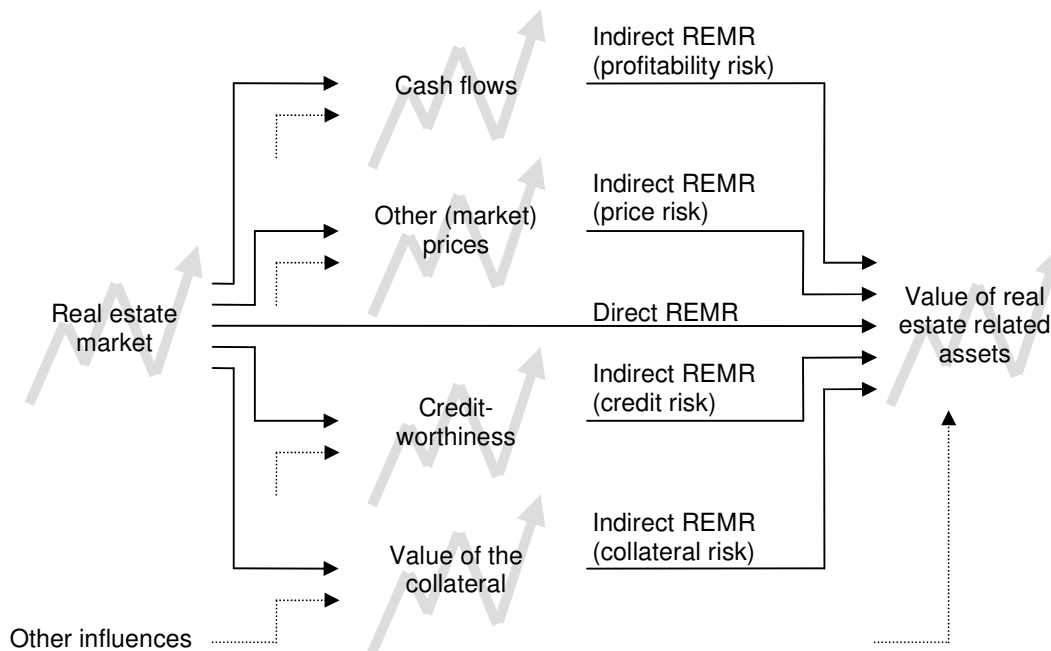 Indirect REMR
(profitability risk)
Cash flows
Indirect REMR
(price risk)
Other (market)
prices
Real estate
market
Direct REMR
Value of real
estate related
assets
Indirect REMR
(credit risk)
Credit-
worthiness
Indirect REMR
(collateral risk)
Value of the
collateral
Other influences